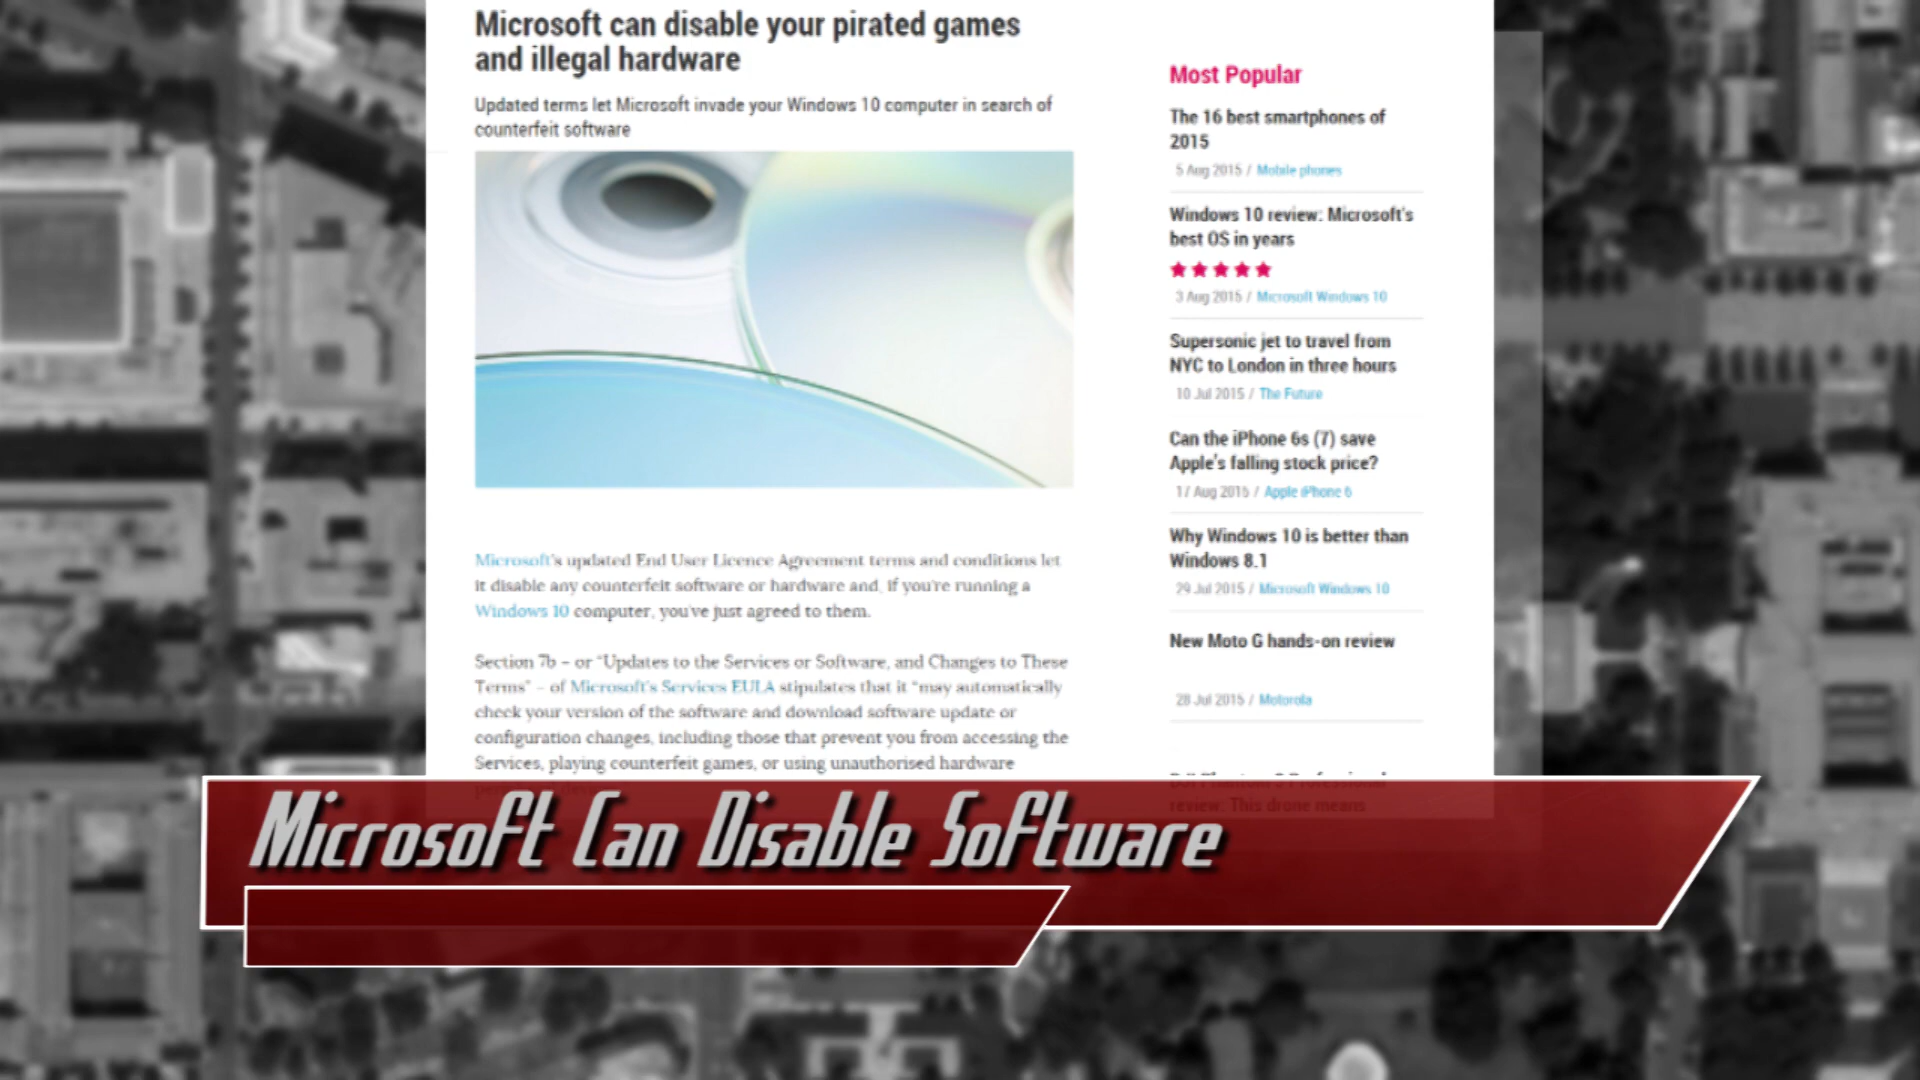 Microsoft can disable your pirated games
and illegal hardware
Updated terms let Microsoft invade your Windows 10 computer in search of
counterfeit software
Microsoft's updated End User Licence Agreement terms and conditions let
it disable any counterfeit software or hardware and, if you're running a
Windows 10 computer, you've just agreed to them.
Section 7b – or "Updates to the Services or Software, and Changes to These
Terms" – of Microsoft's Services EULA stipulates that it "may automatically
check your version of the software and download software update or
configuration changes, including those that prevent you from accessing the
Services, playing counterfeit games, or using unauthorised hardware
Most Popular
The 16 best smartphones of
2015
5 Aug 2015 / Mobile phones
Windows 10 review: Microsoft's
best OS in years
3 Aug 2015 / Microsoft Windows 10
Supersonic jet to travel from
NYC to London in three hours
10 Jul 2015 / The Future
Can the iPhone 6s (7) save
Apple's falling stock price?
17 Aug 2015 / Apple iPhone 6
Why Windows 10 is better than
Windows 8.1
29 Jul 2015 / Microsoft Windows 10
New Moto G hands-on review
28 Jul 2015 / Motorola
review: This drone means
Microsoft Can Disable Software